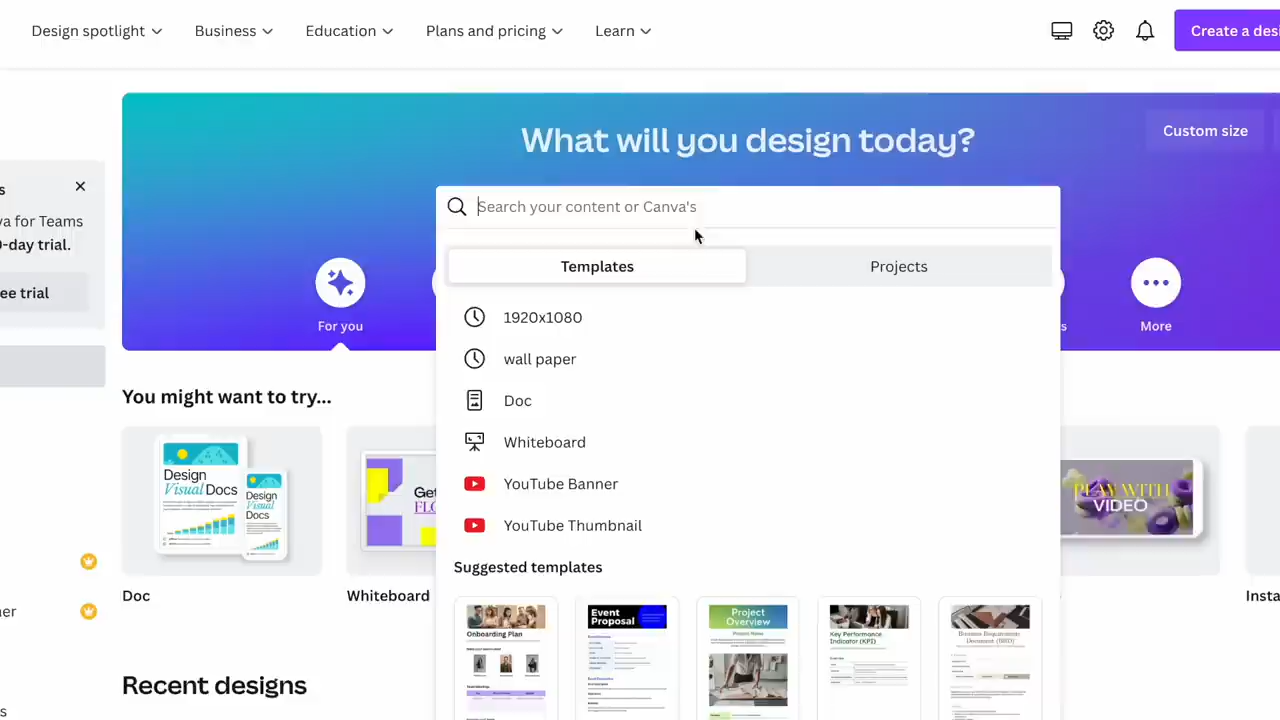 Design spotlight
Business
Education
Plans and pricing
Learn
Create a desi
What will you design today?
Custom size
s
va for Teams
0-day trial.
ee trial
Search your content or Canva's
Templates
Projects
For you
s
More
1920x1080
wall paper
Doc
Whiteboard
YouTube Banner
YouTube Thumbnail
You might want to try...
Design
Visual Docs
Design
Visual
Docs
Get
FLO
PLAY WITH
VIDEO
Doc
Whiteboard
Insta
er
Suggested templates
Onboarding Plan
Event
Proposal
Project
Overview
Key Performance
Indicator (KPI)
Business Requirements
Document (BRD)
Recent designs
s